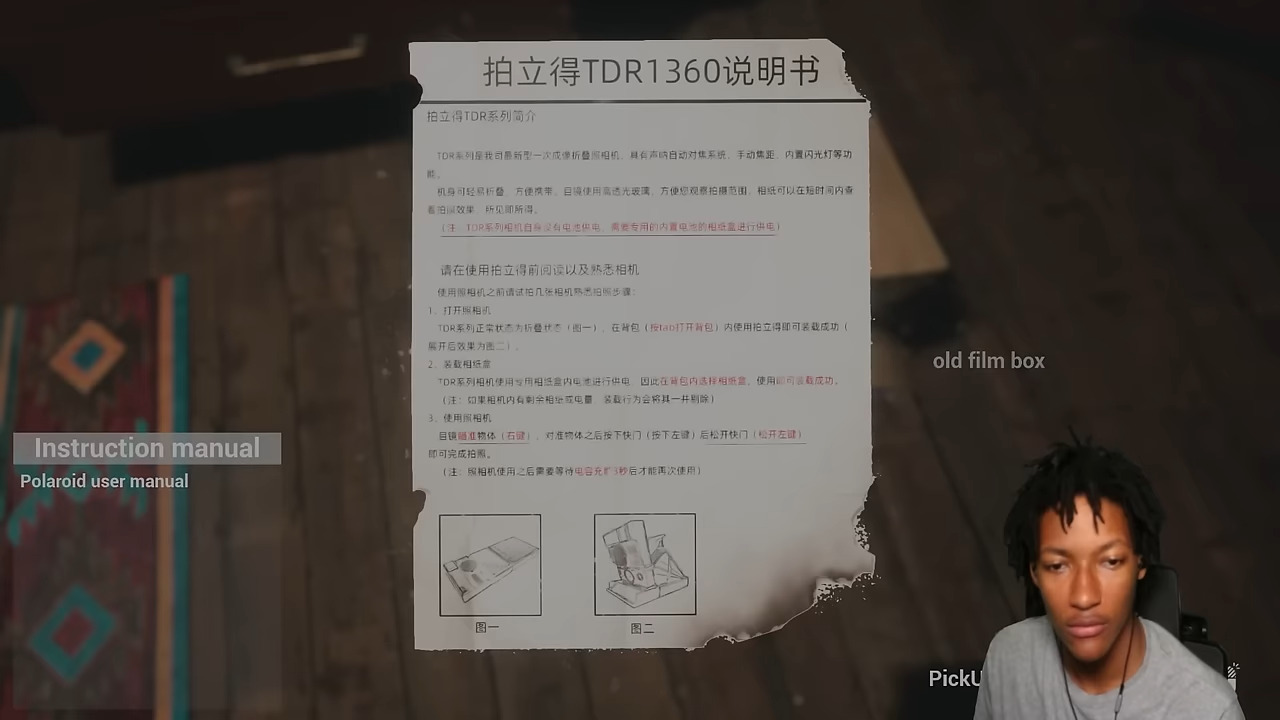 拍立得TDR1360说明书
拍立得TDR系列简介
TDR系列是我司最新型一次成像折叠照相机，具有声呐自动对焦系统、手动焦距、内置闪光灯等功
能。
机身可轻易折叠，方便携带，目镜使用高透光玻璃，方便您观察拍摄范围，相纸可以在短时间内查
看拍摄效果，所见即所得。
（注：TDR系列相机自身没有电池供电，需要专用的内置电池的相纸盒进行供电）
请在使用拍立得前阅读以及熟悉相机
使用照相机之前请试拍几张相机熟悉拍照步骤：
1、打开照相机
TDR系列正常状态为折叠状态（图一），在背包（按tab打开背包）内使用拍立得即可装载成功（
展开后效果为图二）。
2、装载相纸盒
TDR系列相机使用专用相纸盒内电池进行供电，因此在背包内选择相纸盒，使用即可装载成功。
（注：如果相机内有剩余相纸或电量，装载行为会将其一并剔除）
3、使用照相机
目镜瞄准物体（右键），对准物体之后按下快门（按下左键）后松开快门（松开左键）
即可完成拍照。
（注：照相机使用之后需要等待电容充贮3秒后才能再次使用）
图一
图二
Instruction manual
Polaroid user manual
old film box
PickU